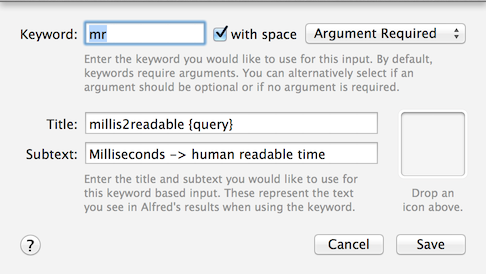 Keyword: mr with space Argument Required
Enter the keyword you would like to use for this input. By default,
keywords require arguments. You can alternatively select if an
argument should be optional or if no argument is required.
Title: millis2readable {query}
Subtext: Milliseconds -> human readable time
Enter the title and subtext you would like to use for
this keyword based input. These represent the text
you see in Alfred's results when using the keyword.
Drop an
icon above.
? Cancel Save